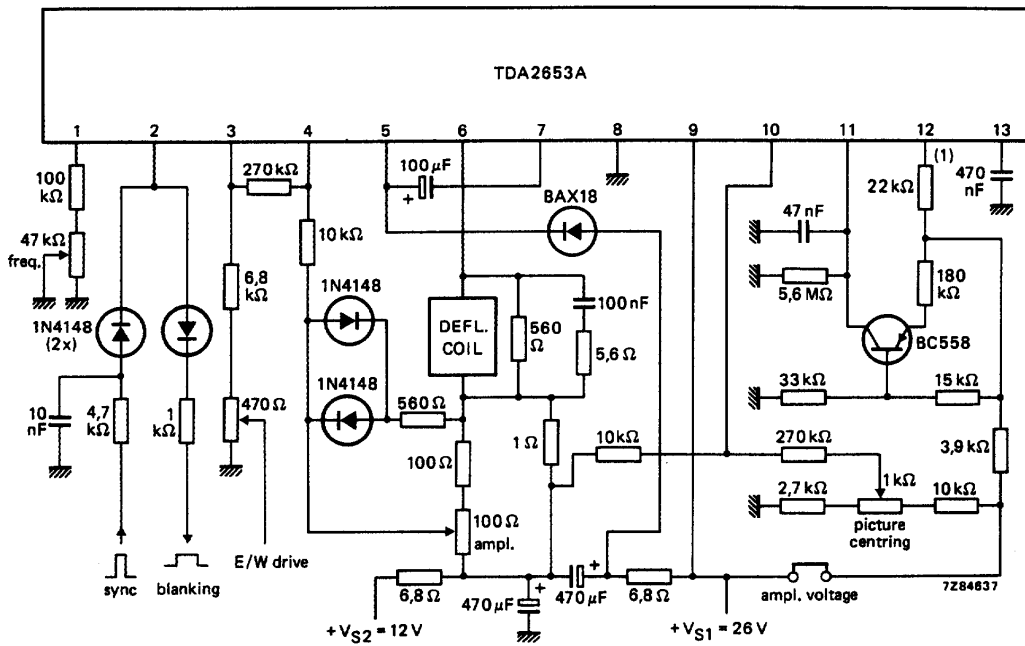 TDA2653A
1 2 3 4 5 6 7 8 9 10 11 12 13
(1)
100 kΩ
270 kΩ
100 µF
+
BAX18
22 kΩ
470 nF
47 nF
47 kΩ
freq.
10 kΩ
6,8 kΩ
1N4148
100 nF
5,6 MΩ
180 kΩ
1N4148 (2x)
DEFL. COIL
560 Ω
5,6 Ω
BC558
1N4148
33 kΩ
15 kΩ
10 nF
4,7 kΩ
1 kΩ
470 Ω
560 Ω
1 Ω
10 kΩ
270 kΩ
3,9 kΩ
100 Ω
2,7 kΩ
1 kΩ
10 kΩ
picture centring
100 Ω
ampl.
sync
blanking
E/W drive
6,8 Ω
470 µF
+
470 µF
+
6,8 Ω
ampl. voltage
7Z84637
+VS2 = 12 V
+VS1 = 26 V